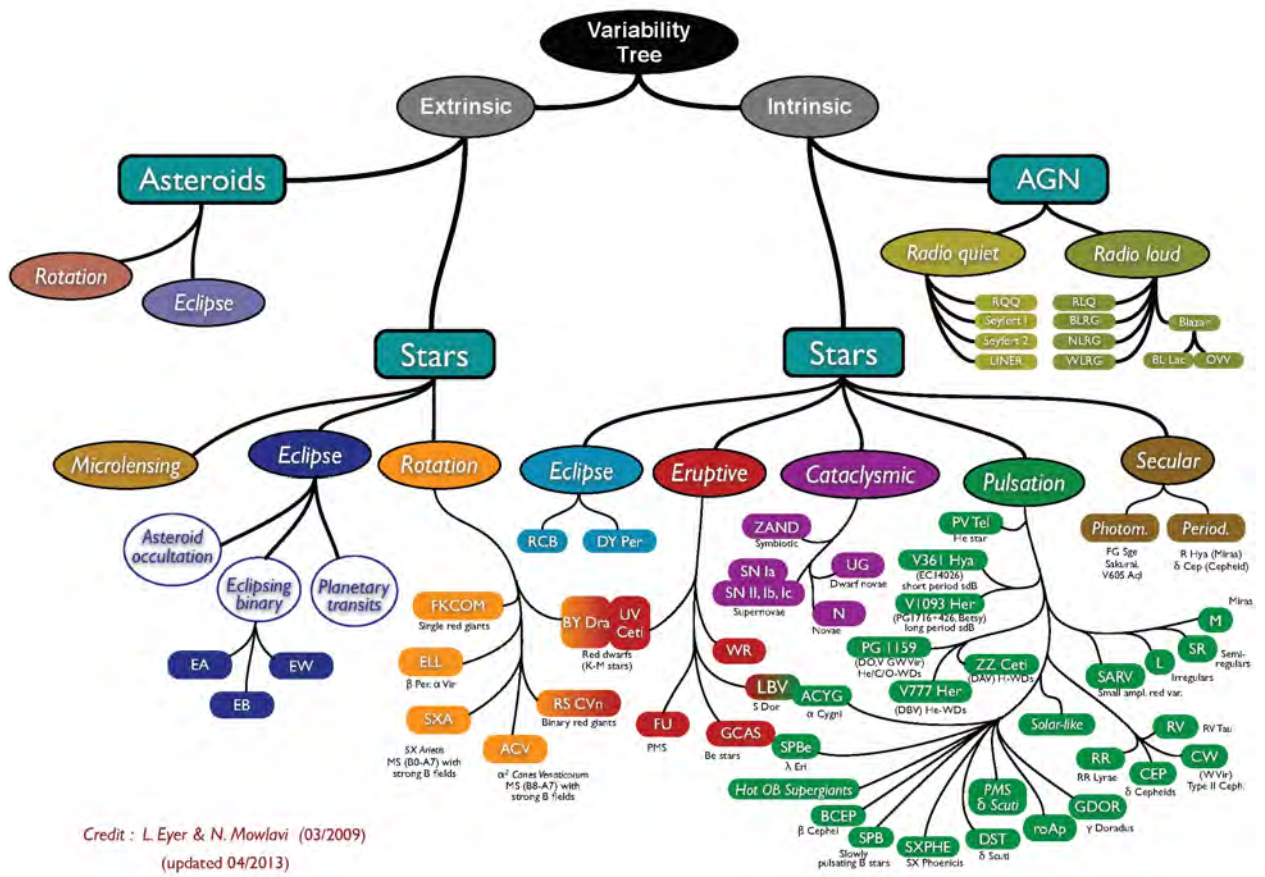 Variability
Tree
Extrinsic
Intrinsic
Asteroids
AGN
Rotation
Eclipse
Radio quiet
Radio loud
RQQ
Seyfert 1
Seyfert 2
LINER
RLQ
BLRG
NLRG
WLRG
Blazar
BL Lac
OVV
Stars
Stars
Microlensing
Eclipse
Rotation
Eclipse
Eruptive
Cataclysmic
Pulsation
Secular
Asteroid
occultation
Eclipsing
binary
Planetary
transits
EA
EB
EW
FKCOM
Single red giants
ELL
β Per, α Vir
SXA
SX Arietis
MS (B0-A7) with
strong B fields
ACV
α² Canes Venaticorum
MS (B8-A7) with
strong B fields
RS CVn
Binary red giants
BY Dra
UV
Ceti
Red dwarfs
(K-M stars)
RCB
DY Per
WR
LBV
S Dor
FU
PMS
GCAS
Be stars
ZAND
Symbiotic
SN Ia
SN II, Ib, Ic
Supernovae
UG
Dwarf novae
N
Novae
PV Tel
He star
V361 Hya
(EC14026)
short period sdB
V1093 Her
(PG1716+426, Betsy)
long period sdB
PG 1159
(DO,V GWVir)
He/C/O-WDs
ZZ Ceti
(DAV) H-WDs
V777 Her
(DBV) He-WDs
ACYG
α Cygni
SPBe
λ Eri
Hot OB Supergiants
BCEP
β Cephei
SPB
Slowly
pulsating B stars
SXPHE
SX Phoenicis
DST
δ Scuti
PMS
δ Scuti
roAp
GDOR
γ Doradus
Solar-like
Miras
M
SR
Semi-
regulars
L
Irregulars
SARV
Small ampl. red var.
RV
RV Tau
RR
RR Lyrae
CEP
δ Cepheids
CW
(W Vir)
Type II Ceph.
Photom.
FG Sge
Sakurai,
V605 Aql
Period.
R Hya (Miras)
δ Cep (Cepheid)
Credit : L. Eyer & N. Mowlavi (03/2009)
(updated 04/2013)